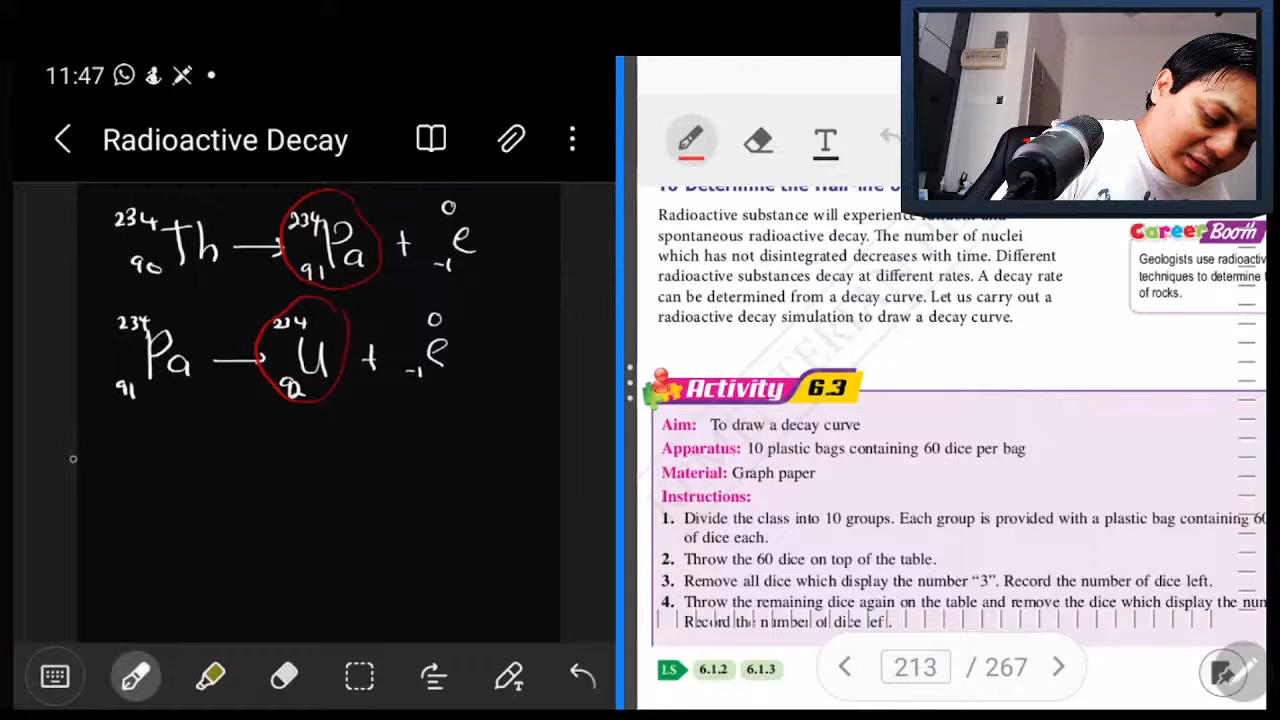 11:47
Radioactive Decay
234 90 Th → 234 91 Pa + 0 -1 e
234 91 Pa → 234 92 U + 0 -1 e
T
Radioactive substance will experience random and
spontaneous radioactive decay. The number of nuclei
which has not disintegrated decreases with time. Different
radioactive substances decay at different rates. A decay rate
can be determined from a decay curve. Let us carry out a
radioactive decay simulation to draw a decay curve.
Career Booth
Geologists use radioactiv
techniques to determine
of rocks.
Activity 6.3
Aim: To draw a decay curve
Apparatus: 10 plastic bags containing 60 dice per bag
Material: Graph paper
Instructions:
1. Divide the class into 10 groups. Each group is provided with a plastic bag containing 60
of dice each.
2. Throw the 60 dice on top of the table.
3. Remove all dice which display the number “3”. Record the number of dice left.
4. Throw the remaining dice again on the table and remove the dice which display the num
Record the number of dice left.
LS 6.1.2 6.1.3
213 / 267